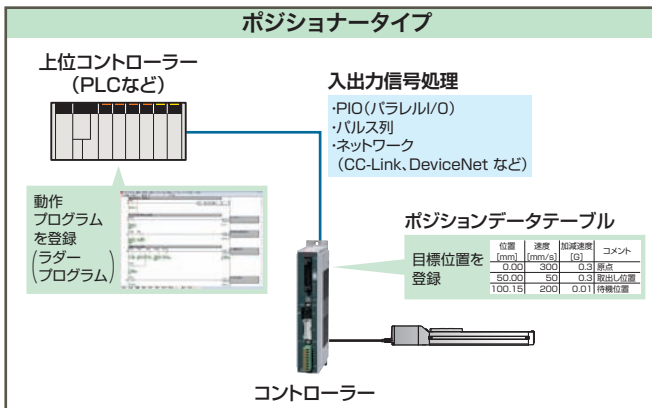 ポジショナータイプ
上位コントローラー
（PLCなど）
入出力信号処理
・PIO（パラレルI/O）
・パルス列
・ネットワーク
（CC-Link、DeviceNet など）
動作
プログラム
を登録
（ラダー
プログラム）
ポジションデータテーブル
目標位置を
登録
位置 速度 加減速度 コメント
[mm] [mm/s] [G]
0.00 300 0.3 原点
50.00 50 0.3 取出し位置
100.15 200 0.01 待機位置
コントローラー